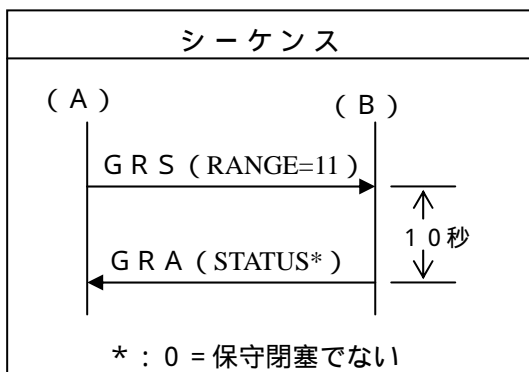 シーケンス
(A) (B)
GRS(RANGE=11)
10秒
GRA(STATUS*)
*:0=保守閉塞でない